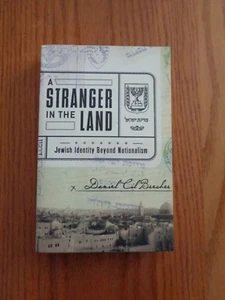 A
STRANGER
IN THE
LAND
Jewish Identity Beyond Nationalism
Daniel Cil Brecher